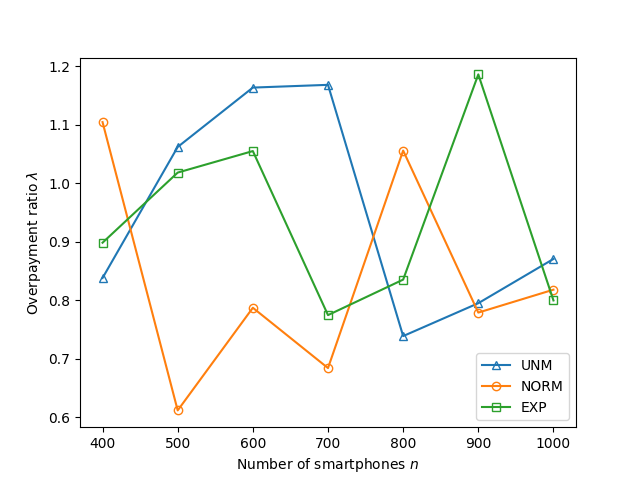 1.2
1.1
1.0
0.9
0.8
0.7
0.6
Overpayment ratio λ
400 500 600 700 800 900 1000
Number of smartphones n
UNM
NORM
EXP